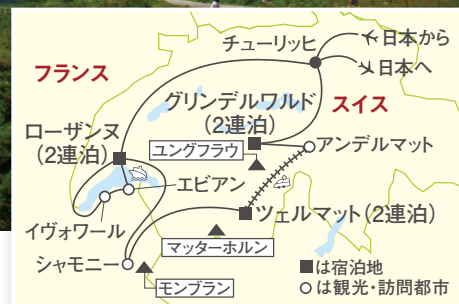 チューリッヒ
日本から
日本へ
フランス
グリンデルワルド
(2連泊)
スイス
ローザンヌ
(2連泊)
ユングフラウ
アンデルマット
エビアン
イヴォワール
ツェルマット(2連泊)
マッターホルン
シャモニー
モンブラン
■は宿泊地
○は観光・訪問都市